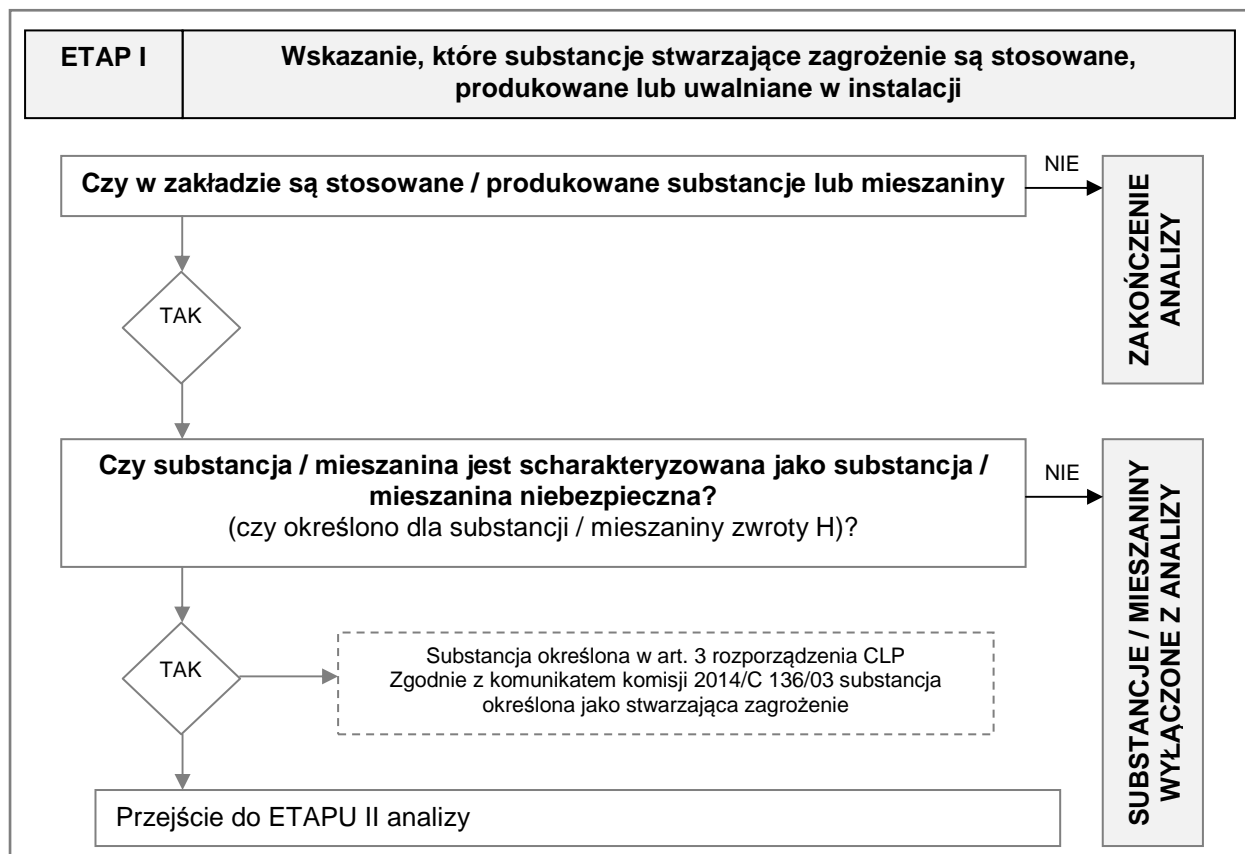 ETAP I
Wskazanie, które substancje stwarzające zagrożenie są stosowane,
produkowane lub uwalniane w instalacji
Czy w zakładzie są stosowane / produkowane substancje lub mieszaniny
NIE
ZAKOŃCZENIE
ANALIZY
TAK
Czy substancja / mieszanina jest scharakteryzowana jako substancja /
mieszanina niebezpieczna?
(czy określono dla substancji / mieszaniny zwroty H)?
NIE
SUBSTANCJE / MIESZANINY
WYŁĄCZONE Z ANALIZY
TAK
Substancja określona w art. 3 rozporządzenia CLP
Zgodnie z komunikatem komisji 2014/C 136/03 substancja
określona jako stwarzająca zagrożenie
Przejście do ETAPU II analizy